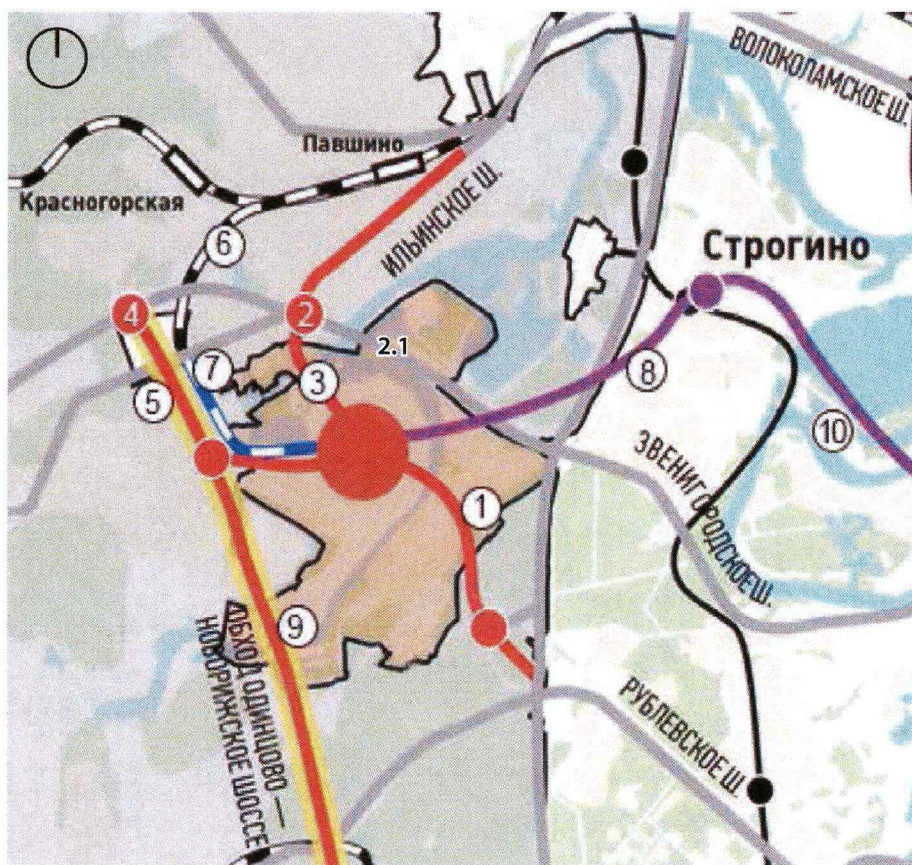 ВОЛОКОЛАМСКОЕ Ш.
Павшино
Красногорская
ИЛЬИНСКОЕ Ш.
Строгино
6
4
2
2.1
7
3
5
8
10
ЗВЕНИГОРОДСКОЕ Ш.
1
9
ОБХОД ОДИНЦОВО —
НОВОРИЖСКОЕ ШОССЕ
РУБЛЕВСКОЕ Ш.